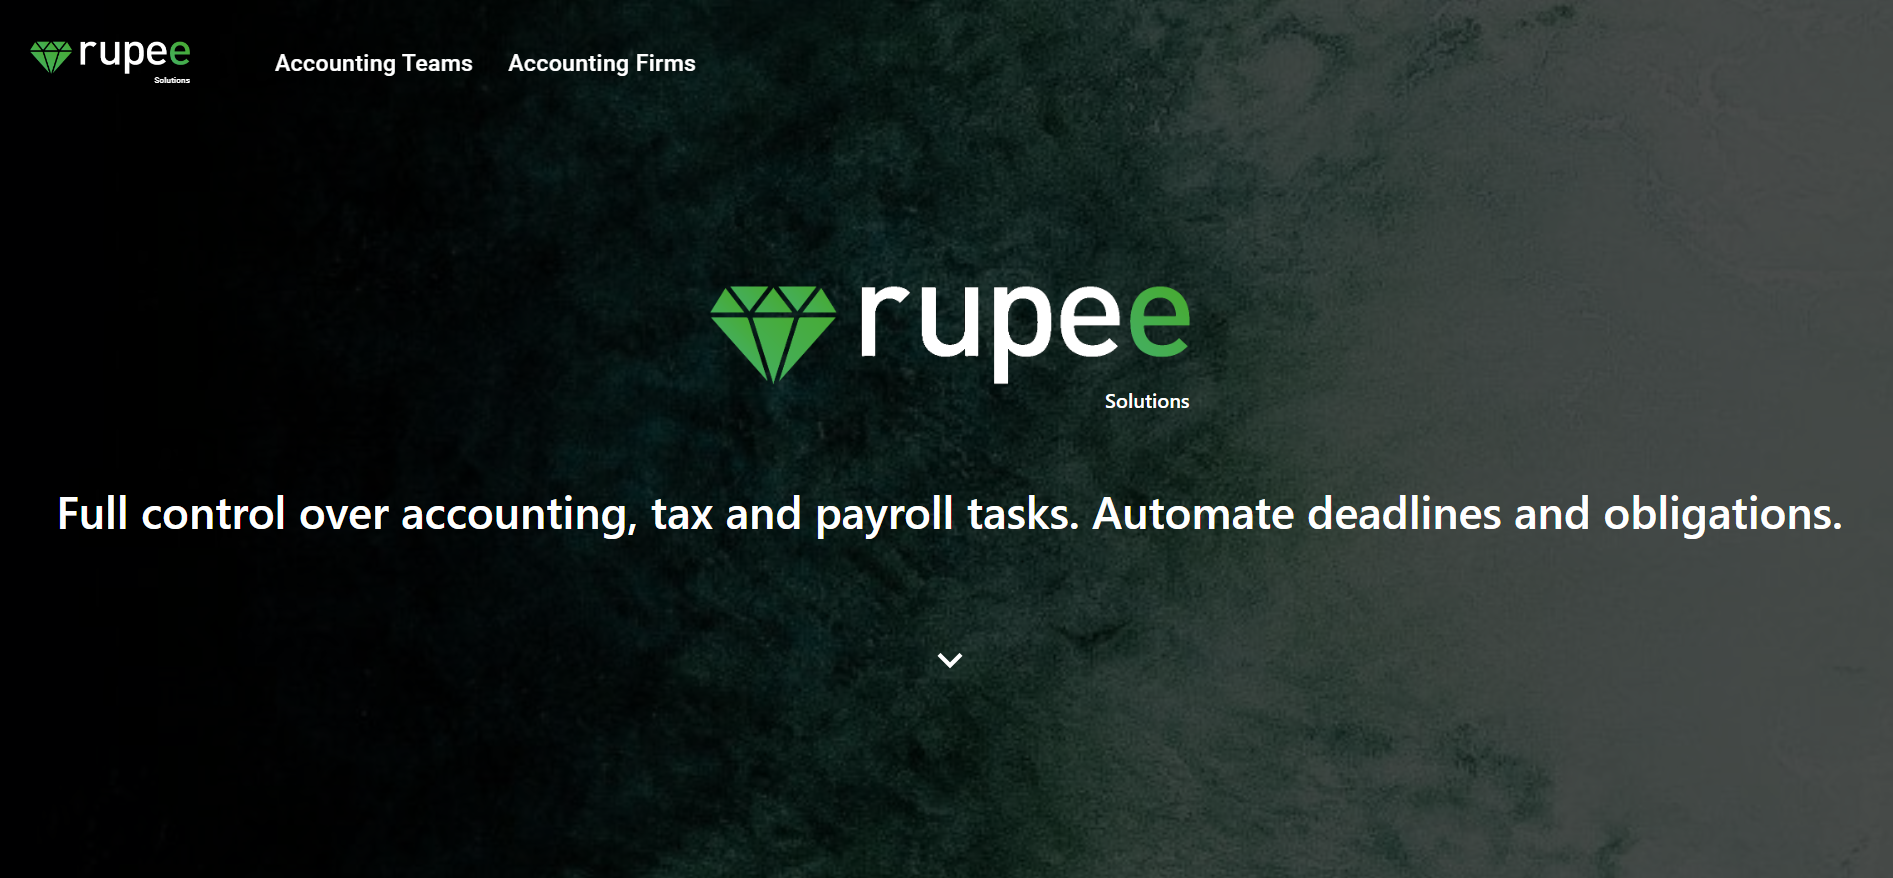 rupee
Solutions
Accounting Teams
Accounting Firms
rupee
Solutions
Full control over accounting, tax and payroll tasks. Automate deadlines and obligations.